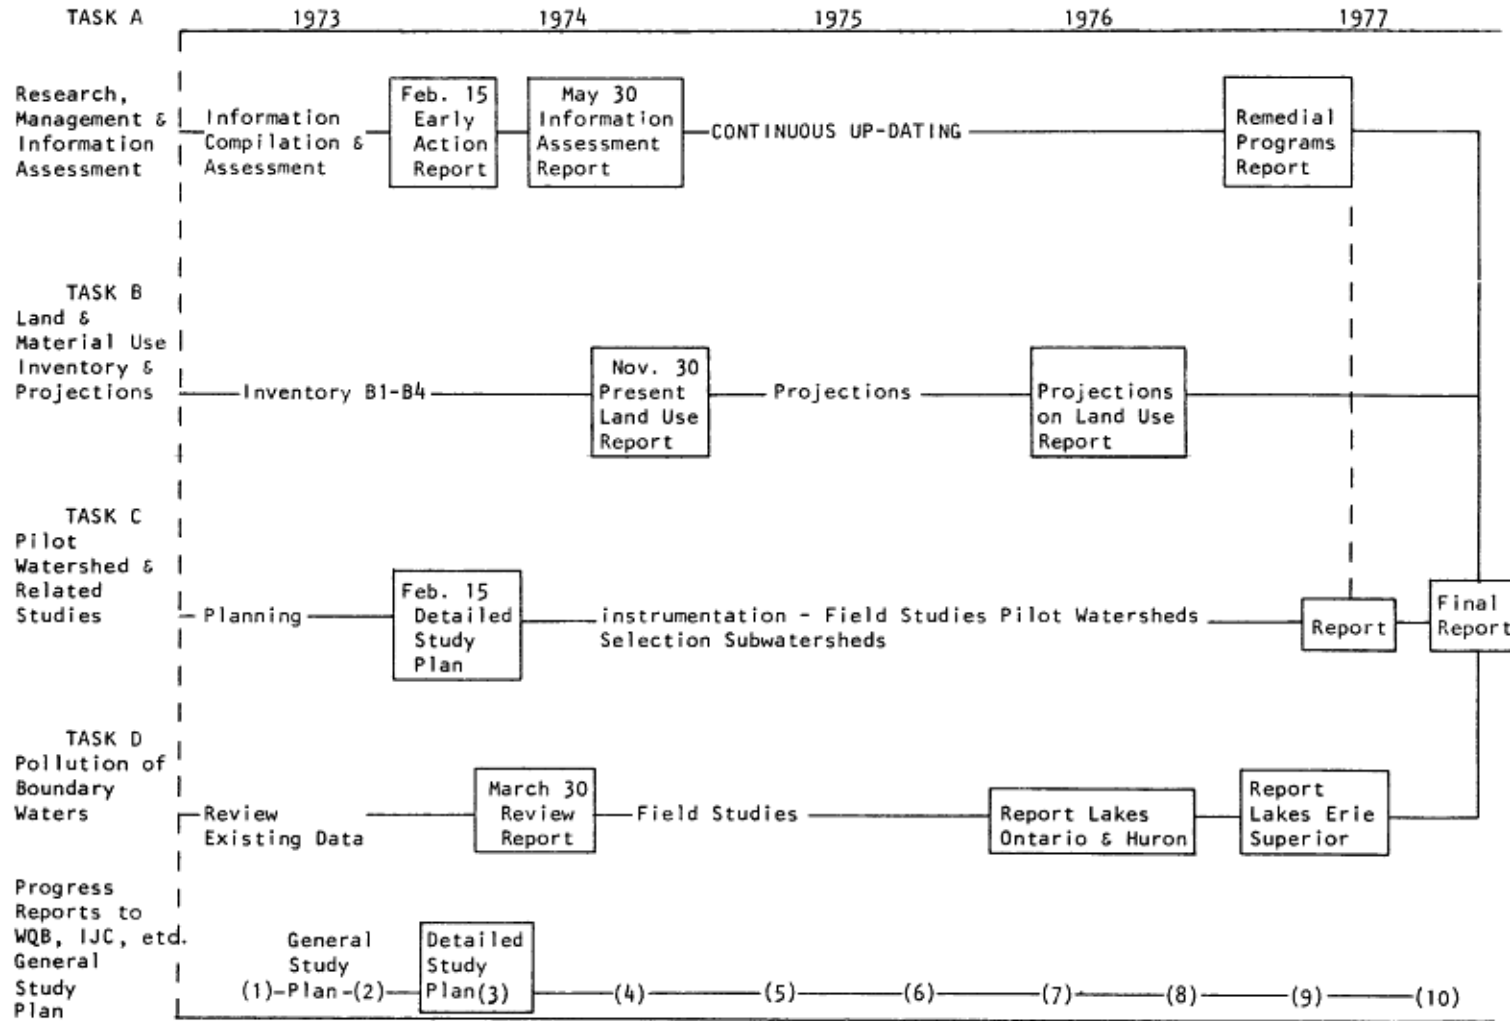 TASK A 1973 1974 1975 1976 1977
Research,
Management &
Information
Assessment
Information
Compilation &
Assessment
Feb. 15
Early
Action
Report
May 30
Information
Assessment
Report
CONTINUOUS UP-DATING
Remedial
Programs
Report
TASK B
Land &
Material Use
Inventory &
Projections
Inventory B1-B4
Nov. 30
Present
Land Use
Report
Projections
Projections
on Land Use
Report
TASK C
Pilot
Watershed &
Related
Studies
Planning
Feb. 15
Detailed
Study
Plan
instrumentation - Field Studies Pilot Watersheds
Selection Subwatersheds
Report
Final
Report
TASK D
Pollution of
Boundary
Waters
Review
Existing Data
March 30
Review
Report
Field Studies
Report Lakes
Ontario & Huron
Report
Lakes Erie
Superior
Progress
Reports to
WQB, IJC, etd.
General
Study
Plan
General
Study
(1)-Plan-(2)
Detailed
Study
Plan(3)
(4) (5) (6) (7) (8) (9) (10)